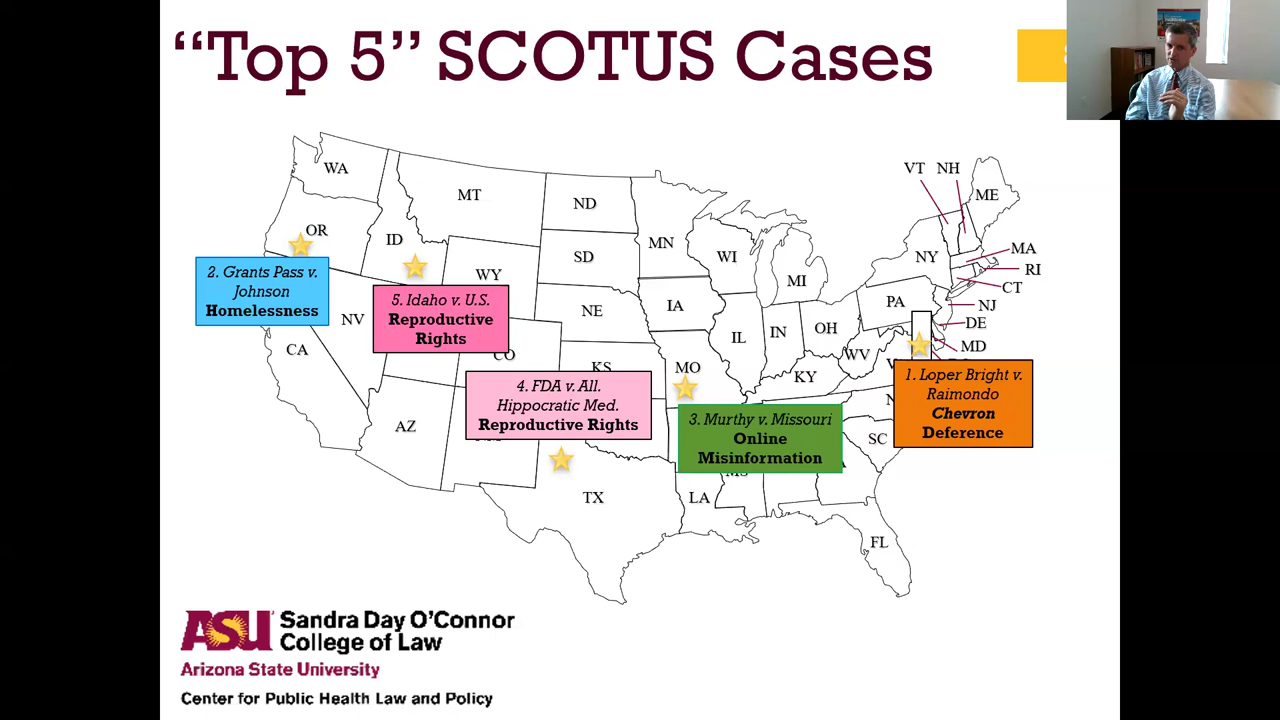 “Top 5” SCOTUS Cases
WA
MT
ND
MN
VT NH
ME
OR
ID
SD
WI
NY
MA
RI
CT
WY
MI
2. Grants Pass v.
Johnson
Homelessness
5. Idaho v. U.S.
Reproductive
Rights
NE
IA
PA
NJ
NV
IL
IN
OH
DE
CA
CO
KS
MO
WV
MD
KY
4. FDA v. All.
Hippocratic Med.
Reproductive Rights
1. Loper Bright v.
Raimondo
Chevron
Deference
AZ
3. Murthy v. Missouri
Online
Misinformation
SC
MS
TX
LA
FL
ASU Sandra Day O’Connor
College of Law
Arizona State University
Center for Public Health Law and Policy